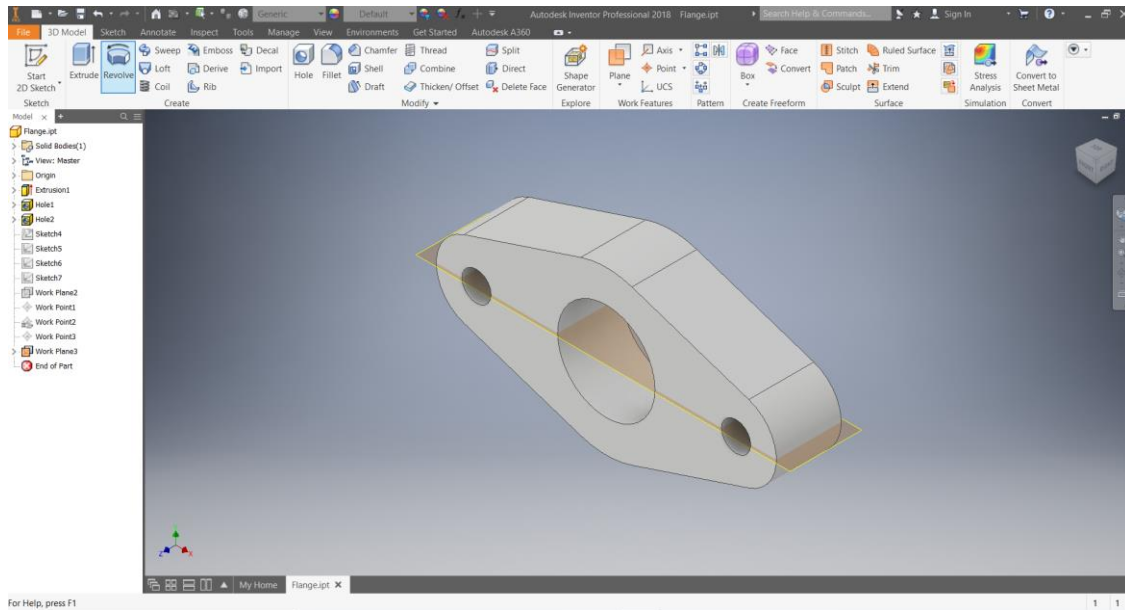 Generic Default Autodesk Inventor Professional 2018 Flange.ipt Search Help & Commands... Sign In
File 3D Model Sketch Annotate Inspect Tools Manage View Environments Get Started Autodesk A360
Start 2D Sketch Extrude Revolve
Sweep Emboss Decal
Loft Derive Import
Coil Rib
Hole Fillet
Chamfer Thread Split
Shell Combine Direct
Draft Thicken/ Offset Delete Face
Shape Generator
Plane
Axis
Point
UCS
Box
Face
Convert
Stitch Ruled Surface
Patch Trim
Sculpt Extend
Stress Analysis
Convert to Sheet Metal
Sketch Create Modify Explore Work Features Pattern Create Freeform Surface Simulation Convert
Model
Flange.ipt
Solid Bodies(1)
View: Master
Origin
Extrusion1
Hole1
Hole2
Sketch4
Sketch5
Sketch6
Sketch7
Work Plane2
Work Point1
Work Point2
Work Point3
Work Plane3
End of Part
Z X
My Home Flange.ipt
For Help, press F1 1 1